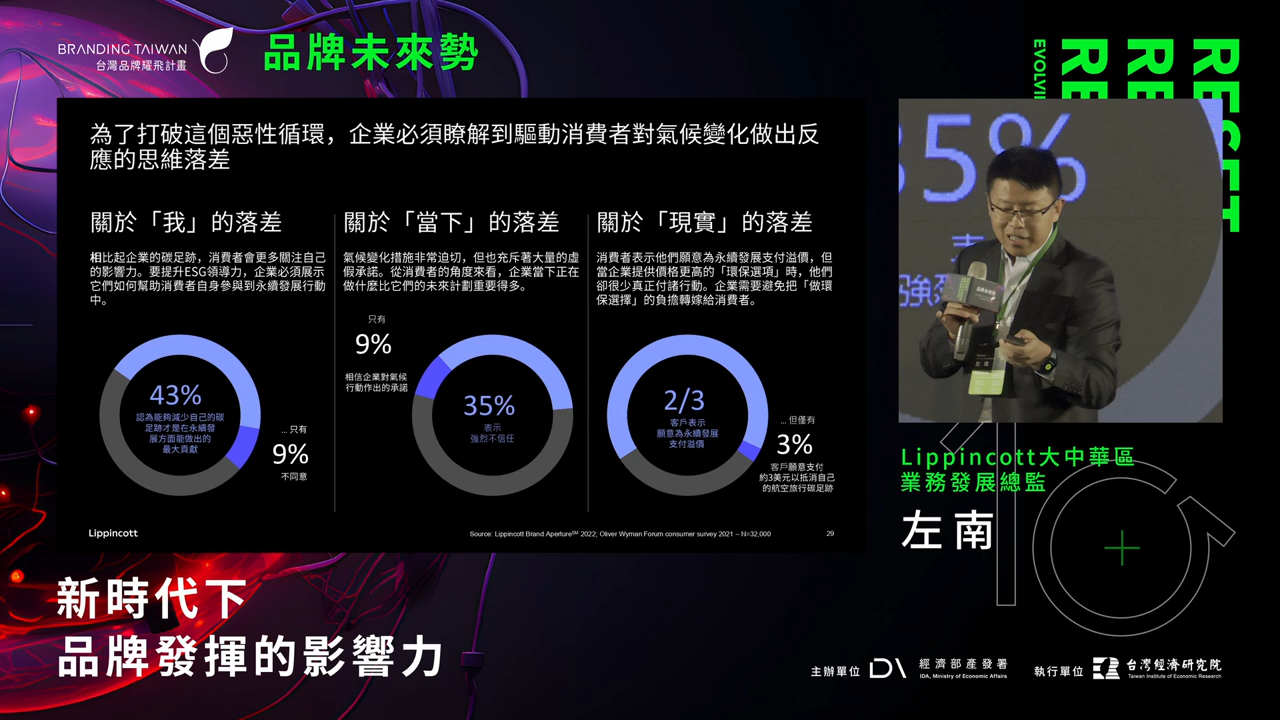 BRANDING TAIWAN
台灣品牌耀飛計畫
品牌未來勢
為了打破這個惡性循環，企業必須瞭解到驅動消費者對氣候變化做出反
應的思維落差
關於「我」的落差
相比起企業的碳足跡，消費者會更多關注自己
的影響力。要提升ESG領導力，企業必須展示
它們如何幫助消費者自身參與到永續發展行動
中。
43%
認為能夠減少自己的碳
足跡才是在永續發
展方面能做出的
最大貢獻
... 只有
9%
不同意
關於「當下」的落差
氣候變化措施非常迫切，但也充斥著大量的虛
假承諾。從消費者的角度來看，企業當下正在
做什麼比它們的未來計劃重要得多。
只有
9%
相信企業對氣候
行動作出的承諾
35%
表示
強烈不信任
關於「現實」的落差
消費者表示他們願意為永續發展支付溢價，但
當企業提供價格更高的「環保選項」時，他們
卻很少真正付諸行動。企業需要避免把「做環
保選擇」的負擔轉嫁給消費者。
2/3
客戶表示
願意為永續發展
支付溢價
... 但僅有
3%
客戶願意支付
約3美元以抵消自己
的航空旅行碳足跡
Lippincott
Source: Lippincott Brand Aperture℠ 2022; Oliver Wyman Forum consumer survey 2021 – N=32,000
29
35%
表
強烈
品牌未來勢
RESET
RE
RE
Lippincott大中華區
業務發展總監
左南
新時代下
品牌發揮的影響力
主辦單位
經濟部產發署
IDA, Ministry of Economic Affairs
執行單位
台灣經濟研究院
Taiwan Institute of Economic Research